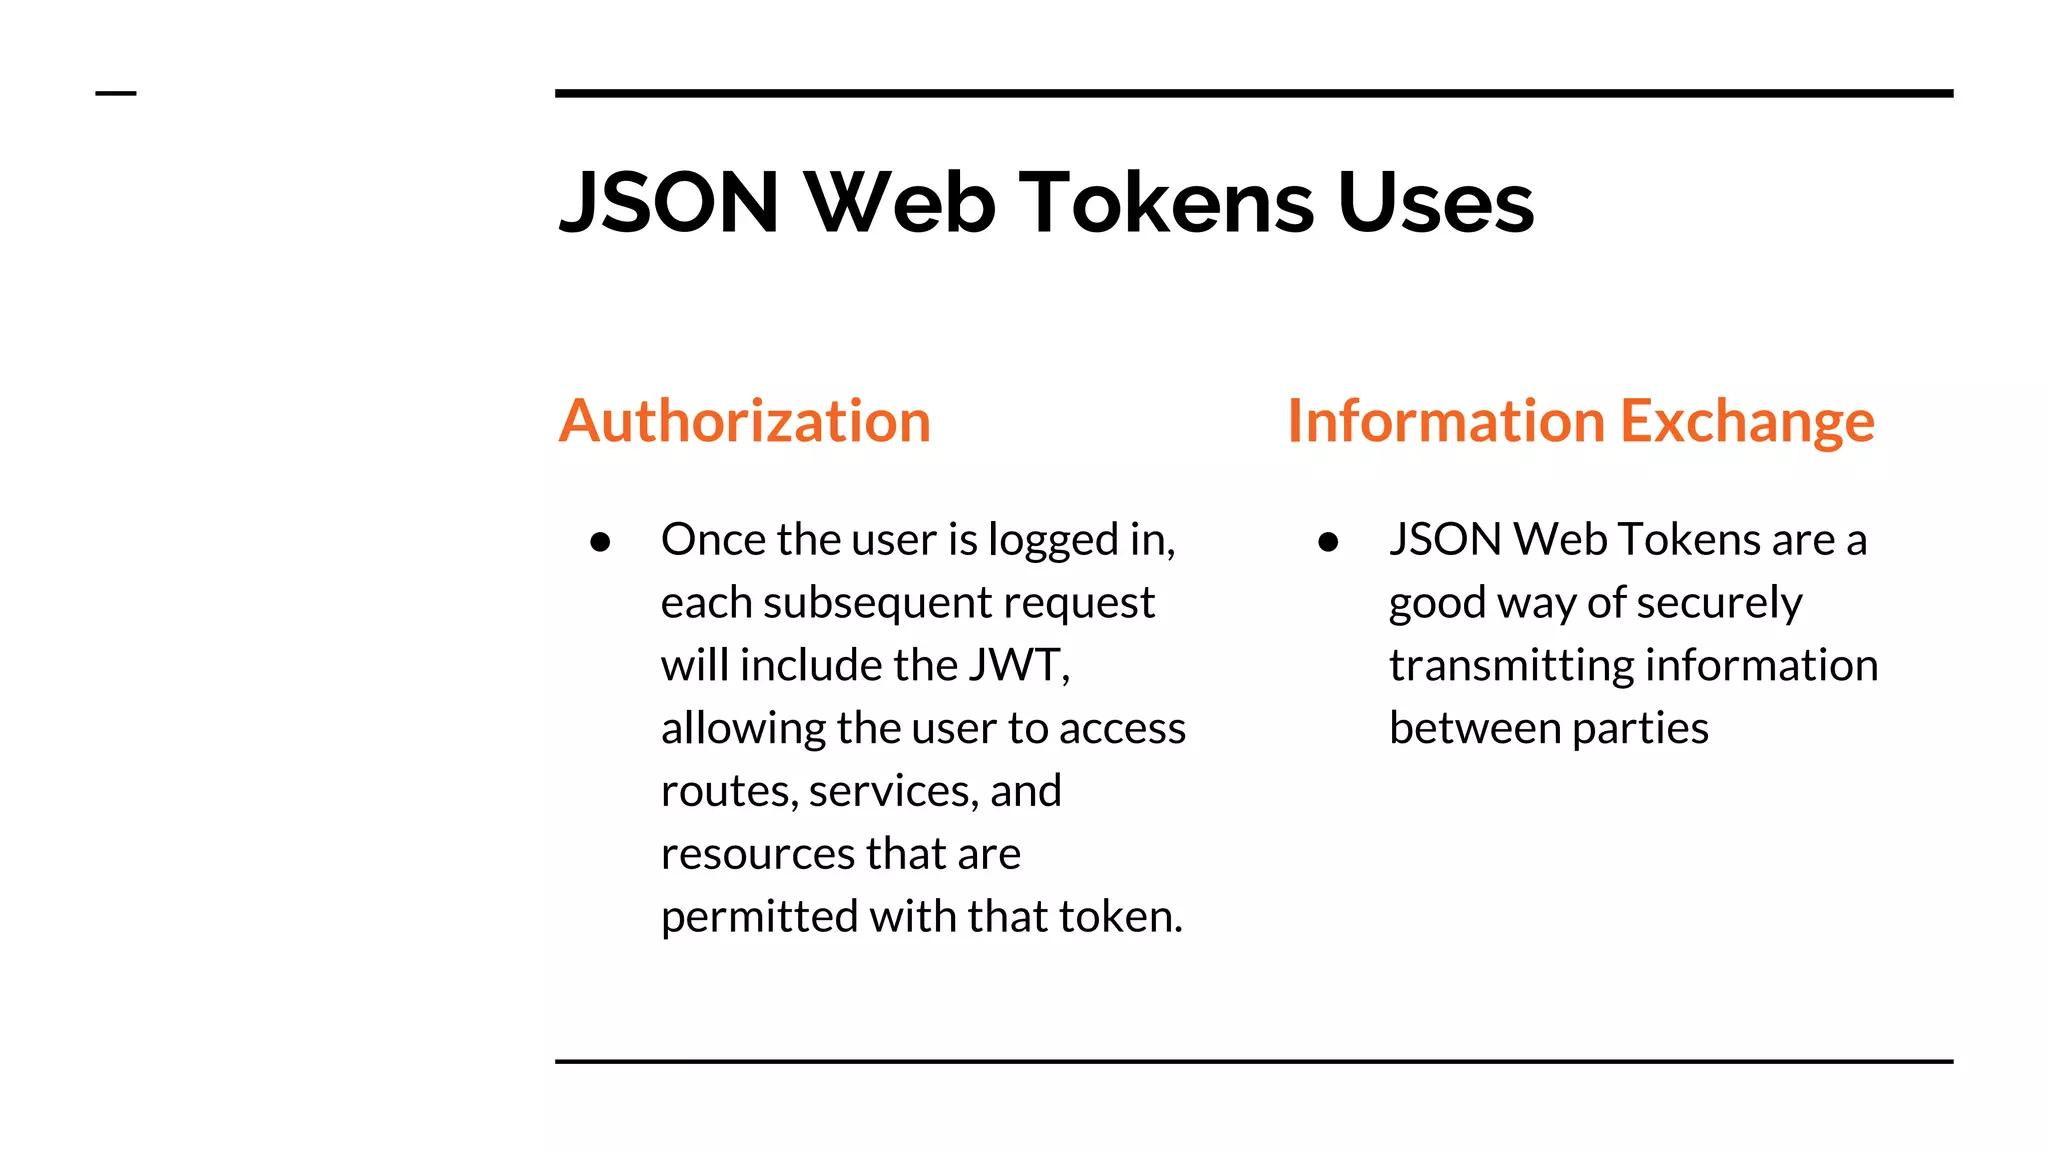 JSON Web Tokens Uses
Authorization
● Once the user is logged in,
each subsequent request
will include the JWT,
allowing the user to access
routes, services, and
resources that are
permitted with that token.
Information Exchange
● JSON Web Tokens are a
good way of securely
transmitting information
between parties